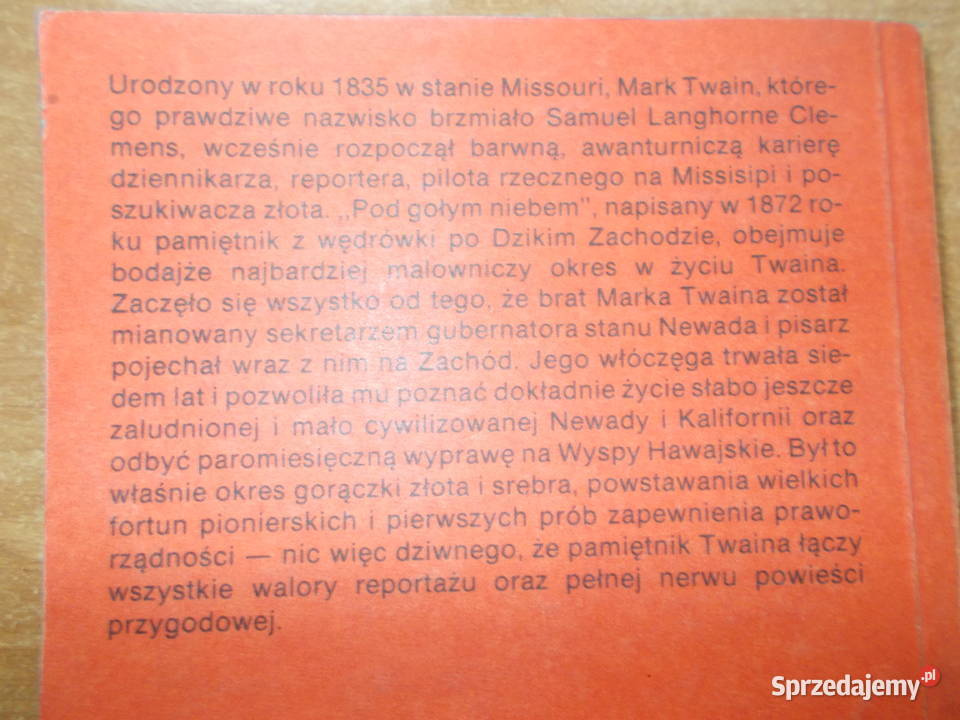 Urodzony w roku 1835 w stanie Missouri, Mark Twain, które-
go prawdziwe nazwisko brzmiało Samuel Langhorne Cle-
mens, wcześnie rozpoczął barwną, awanturniczą karierę
dziennikarza, reportera, pilota rzecznego na Missisipi i po-
szukiwacza złota. „Pod gołym niebem", napisany w 1872 ro-
ku pamiętnik z wędrówki po Dzikim Zachodzie, obejmuje
bodajże najbardziej malowniczy okres w życiu Twaina.
Zaczęło się wszystko od tego, że brat Marka Twaina został
mianowany sekretarzem gubernatora stanu Newada i pisarz
pojechał wraz z nim na Zachód. Jego włóczęga trwała sie-
dem lat i pozwoliła mu poznać dokładnie życie słabo jeszcze
zaludnionej i mało cywilizowanej Newady i Kalifornii oraz
odbyć paromiesięczną wyprawę na Wyspy Hawajskie. Był to
właśnie okres gorączki złota i srebra, powstawania wielkich
fortun pionierskich i pierwszych prób zapewnienia prawo-
rządności — nic więc dziwnego, że pamiętnik Twaina łączy
wszystkie walory reportażu oraz pełnej nerwu powieści
przygodowej.
Sprzedajemy.pl